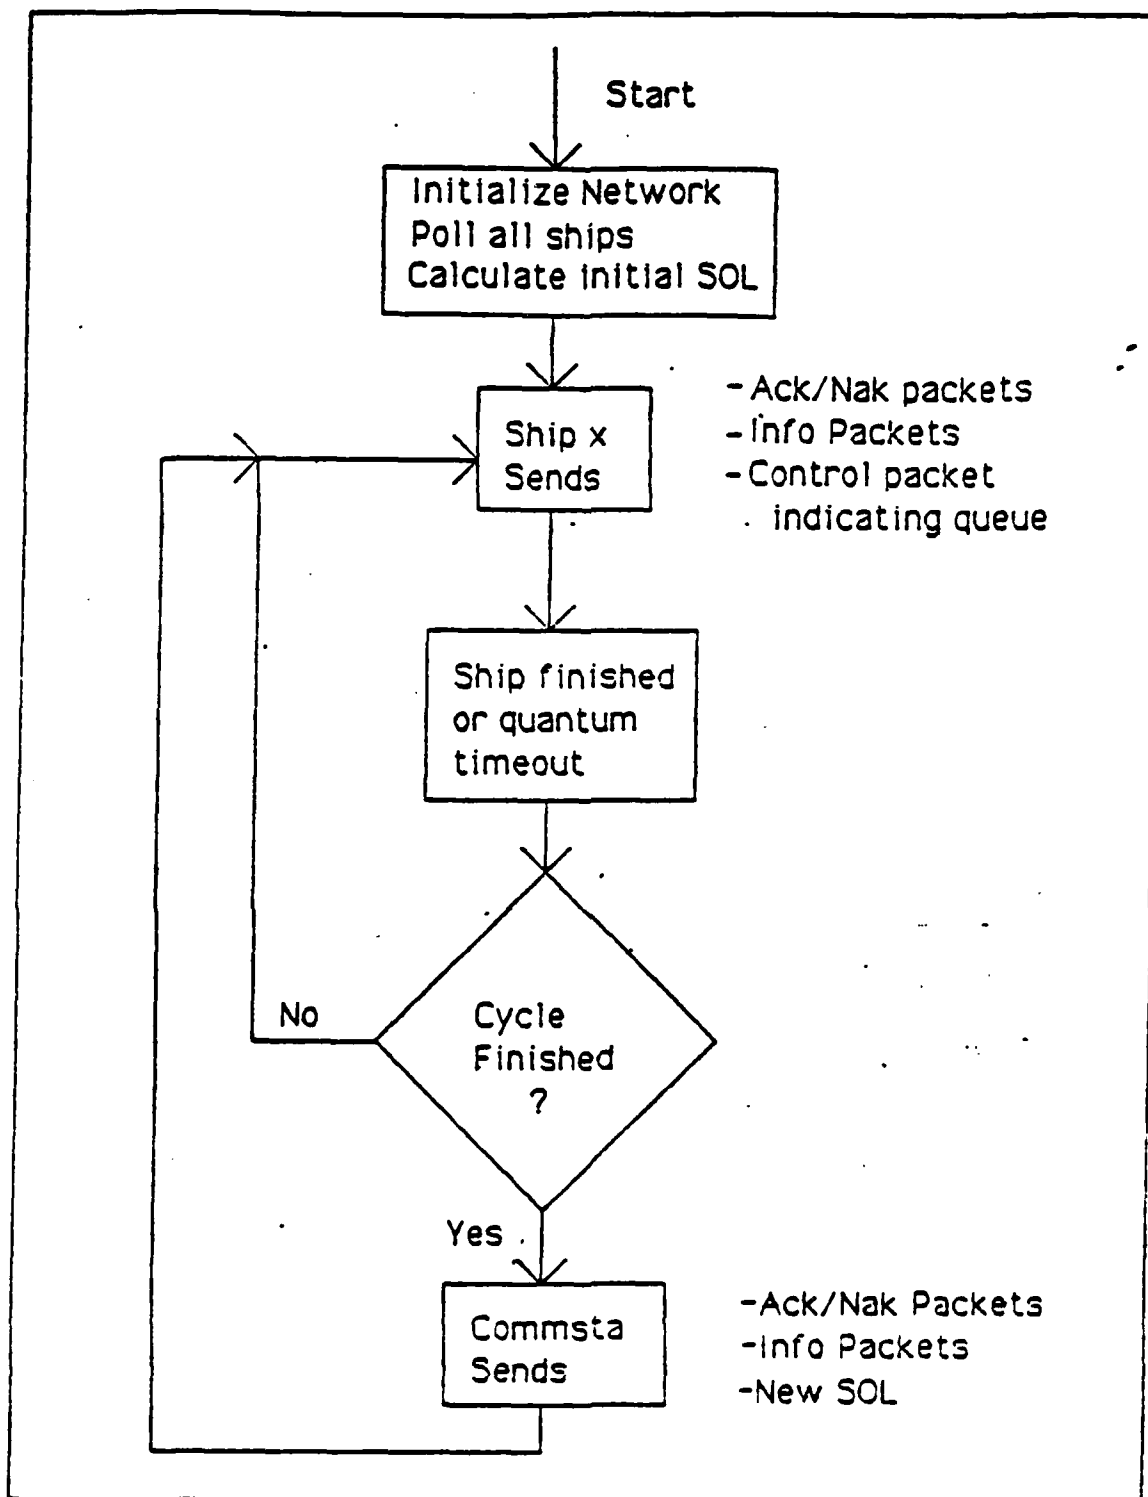 Start
Initialize Network
Poll all ships
Calculate initial SOL
Ship x
Sends
-Ack/Nak packets
-Info Packets
-Control packet
indicating queue
Ship finished
or quantum
timeout
Cycle
Finished
?
No
Yes
Commsta
Sends
-Ack/Nak Packets
-Info Packets
-New SOL